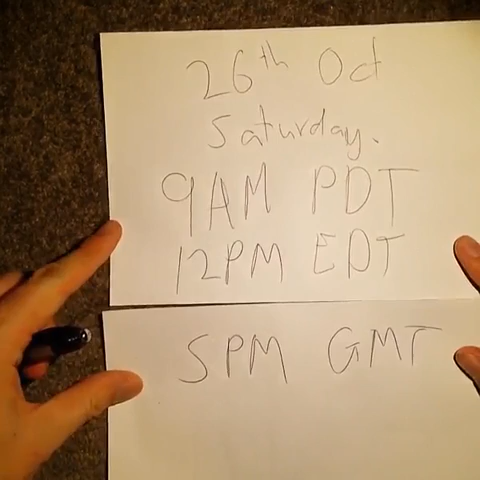 26th Oct
Saturday.
9AM PDT
12PM EDT
5PM GMT